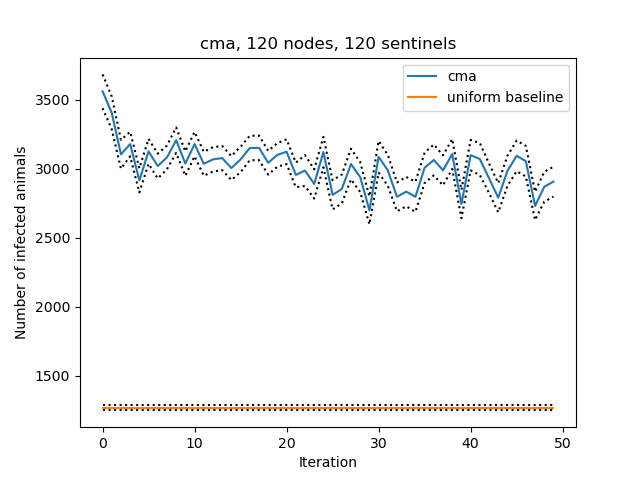 cma, 120 nodes, 120 sentinels
cma
uniform baseline
Number of infected animals
3500
3000
2500
2000
1500
0 10 20 30 40 50
Iteration